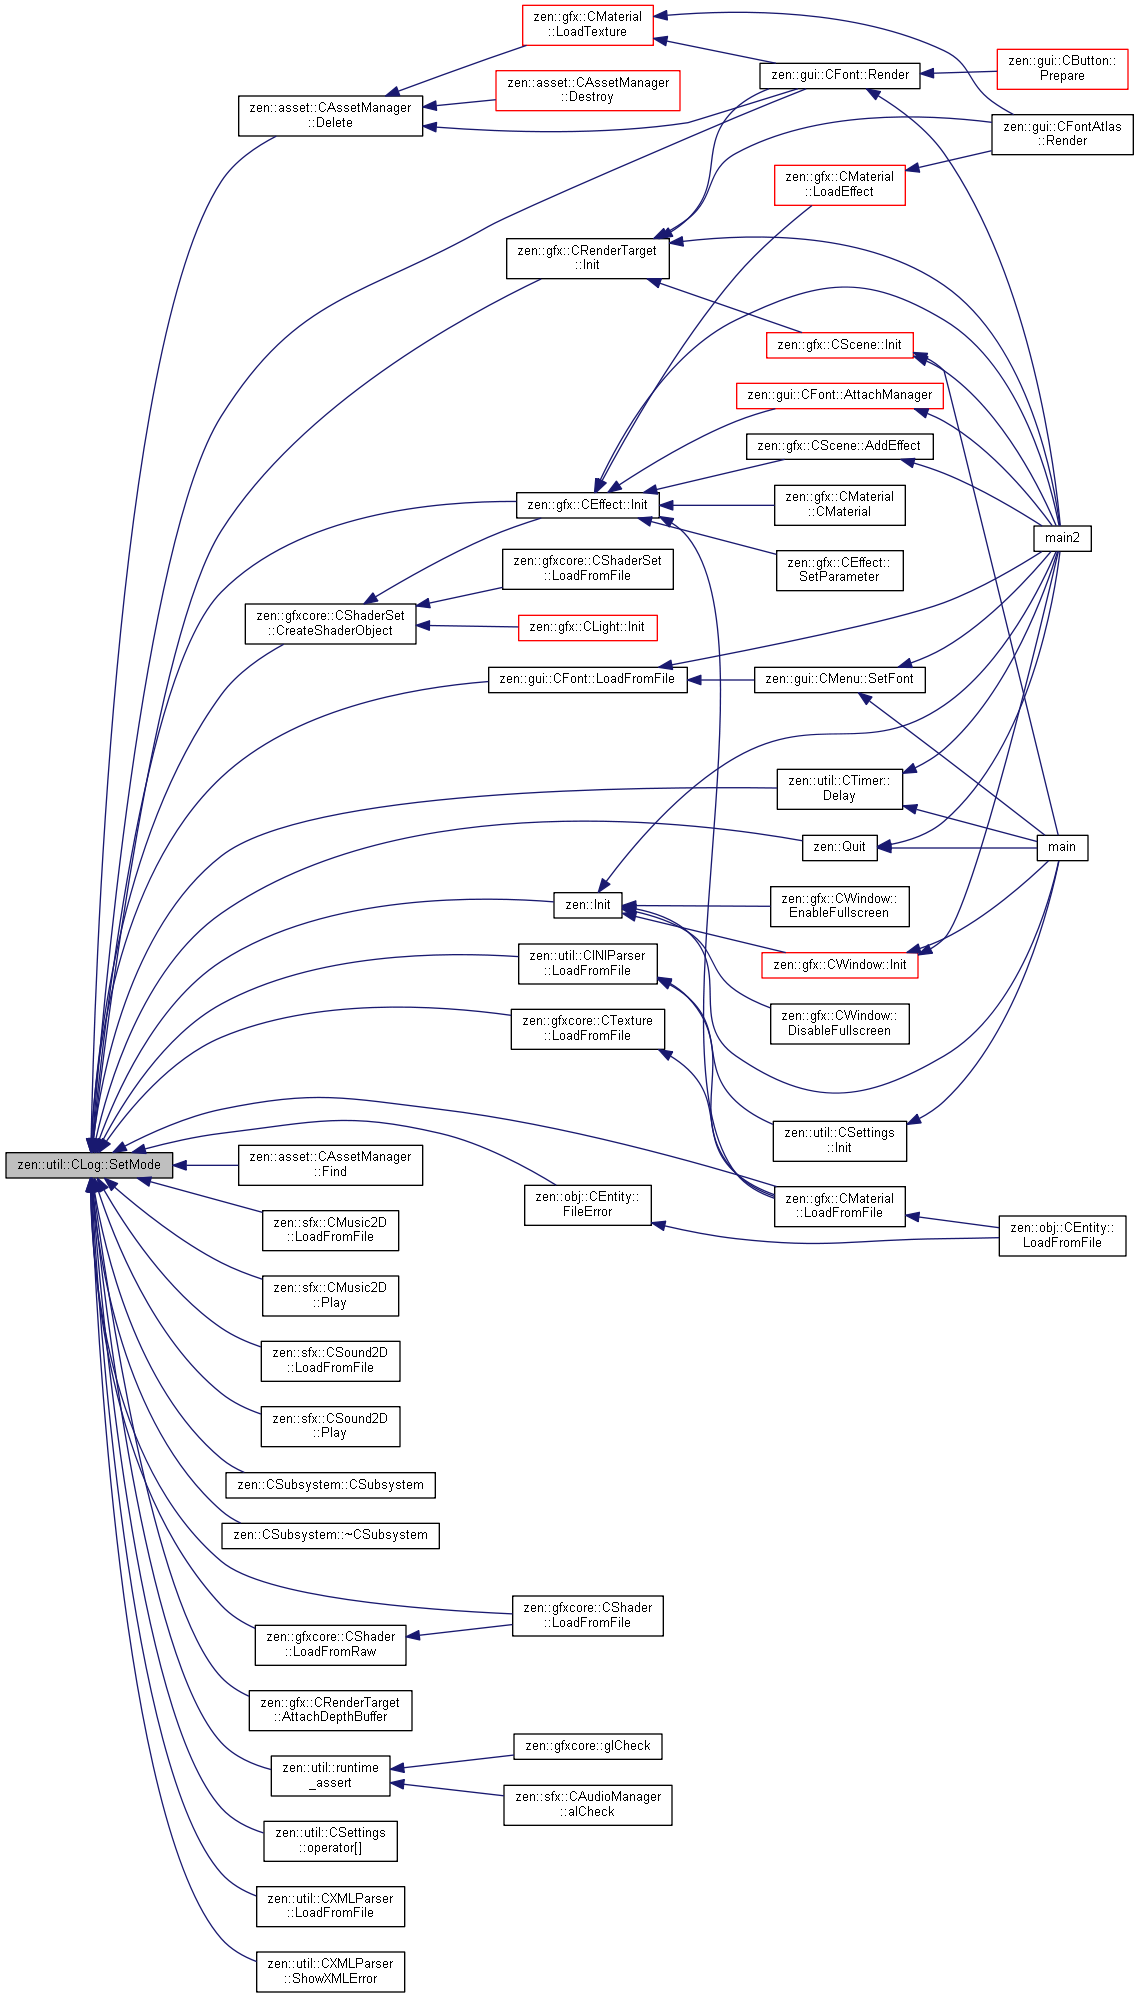 zen::gfx::CMaterial
::LoadTexture
zen::gui::CFont::Render
zen::gui::CButton::
Prepare
zen::asset::CAssetManager
::Destroy
zen::asset::CAssetManager
::Delete
zen::gui::CFontAtlas
::Render
zen::gfx::CMaterial
::LoadEffect
zen::gfx::CRenderTarget
::Init
zen::gfx::CScene::Init
zen::gui::CFont::AttachManager
zen::gfx::CScene::AddEffect
zen::gfx::CEffect::Init
zen::gfx::CMaterial
::CMaterial
main2
zen::gfxcore::CShaderSet
::LoadFromFile
zen::gfx::CEffect::
SetParameter
zen::gfxcore::CShaderSet
::CreateShaderObject
zen::gfx::CLight::Init
zen::gui::CFont::LoadFromFile
zen::gui::CMenu::SetFont
zen::util::CTimer::
Delay
zen::Quit
main
zen::Init
zen::gfx::CWindow::
EnableFullscreen
zen::util::CINIParser
::LoadFromFile
zen::gfx::CWindow::Init
zen::gfxcore::CTexture
::LoadFromFile
zen::gfx::CWindow::
DisableFullscreen
zen::util::CSettings
::Init
zen::util::CLog::SetMode
zen::asset::CAssetManager
::Find
zen::obj::CEntity::
FileError
zen::gfx::CMaterial
::LoadFromFile
zen::obj::CEntity::
LoadFromFile
zen::sfx::CMusic2D
::LoadFromFile
zen::sfx::CMusic2D
::Play
zen::sfx::CSound2D
::LoadFromFile
zen::sfx::CSound2D
::Play
zen::CSubsystem::CSubsystem
zen::CSubsystem::~CSubsystem
zen::gfxcore::CShader
::LoadFromFile
zen::gfxcore::CShader
::LoadFromRaw
zen::gfx::CRenderTarget
::AttachDepthBuffer
zen::gfxcore::glCheck
zen::util::runtime
_assert
zen::sfx::CAudioManager
::alCheck
zen::util::CSettings
::operator[]
zen::util::CXMLParser
::LoadFromFile
zen::util::CXMLParser
::ShowXMLError